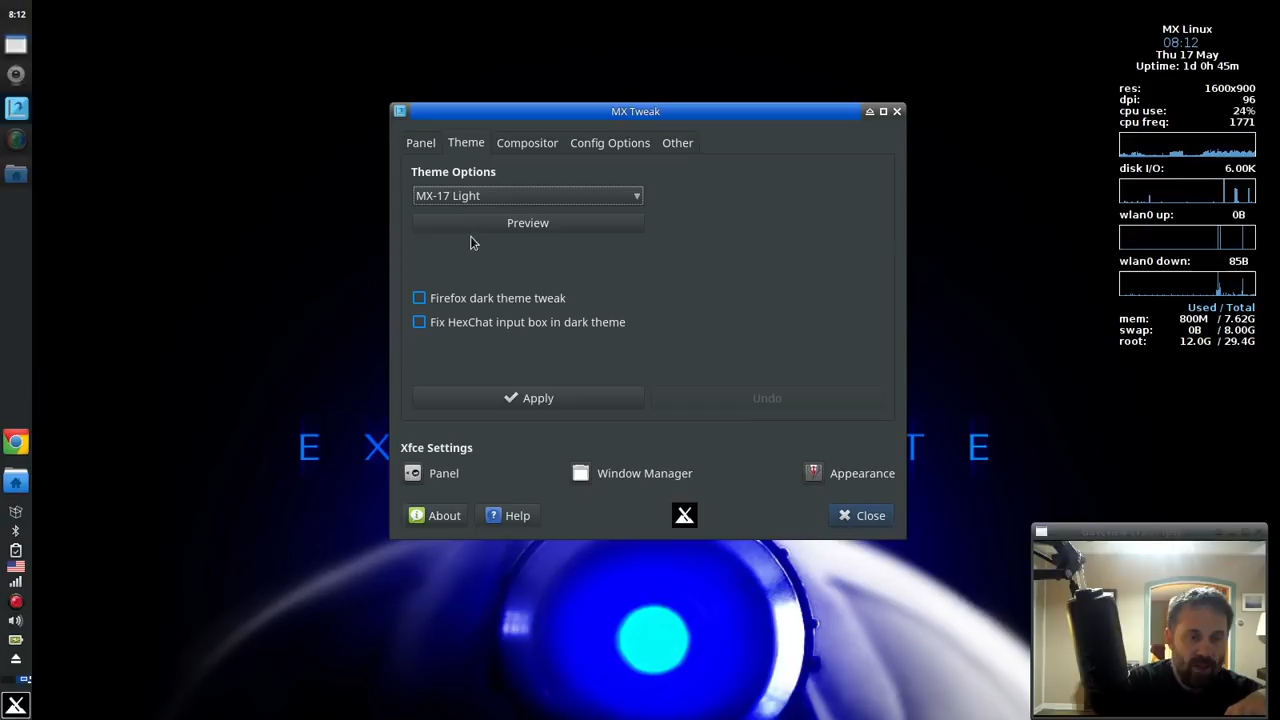 8:12
MX Linux
08:12
Thu 17 May
Uptime: 1d 0h 45m
res: 1600x900
dpi: 96
cpu use: 24%
cpu freq: 1771
disk I/O: 6.00K
wlan0 up: 0B
wlan0 down: 85B
Used / Total
mem: 800M / 7.62G
swap: 0B / 8.00G
root: 12.0G / 29.4G
MX Tweak
Panel Theme Compositor Config Options Other
Theme Options
MX-17 Light
Preview
Firefox dark theme tweak
Fix HexChat input box in dark theme
Apply Undo
Xfce Settings
Panel Window Manager Appearance
About Help Close
E X T E